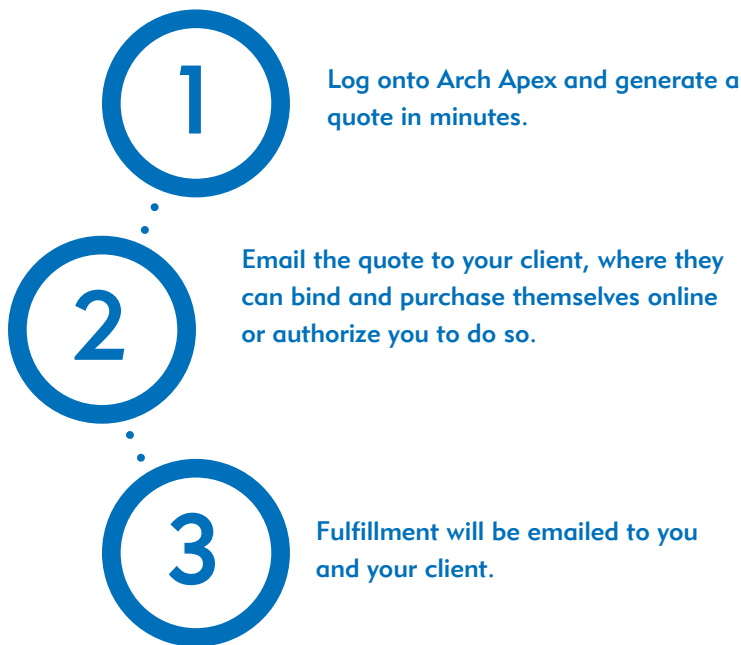 1
Log onto Arch Apex and generate a
quote in minutes.
2
Email the quote to your client, where they
can bind and purchase themselves online
or authorize you to do so.
3
Fulfillment will be emailed to you
and your client.